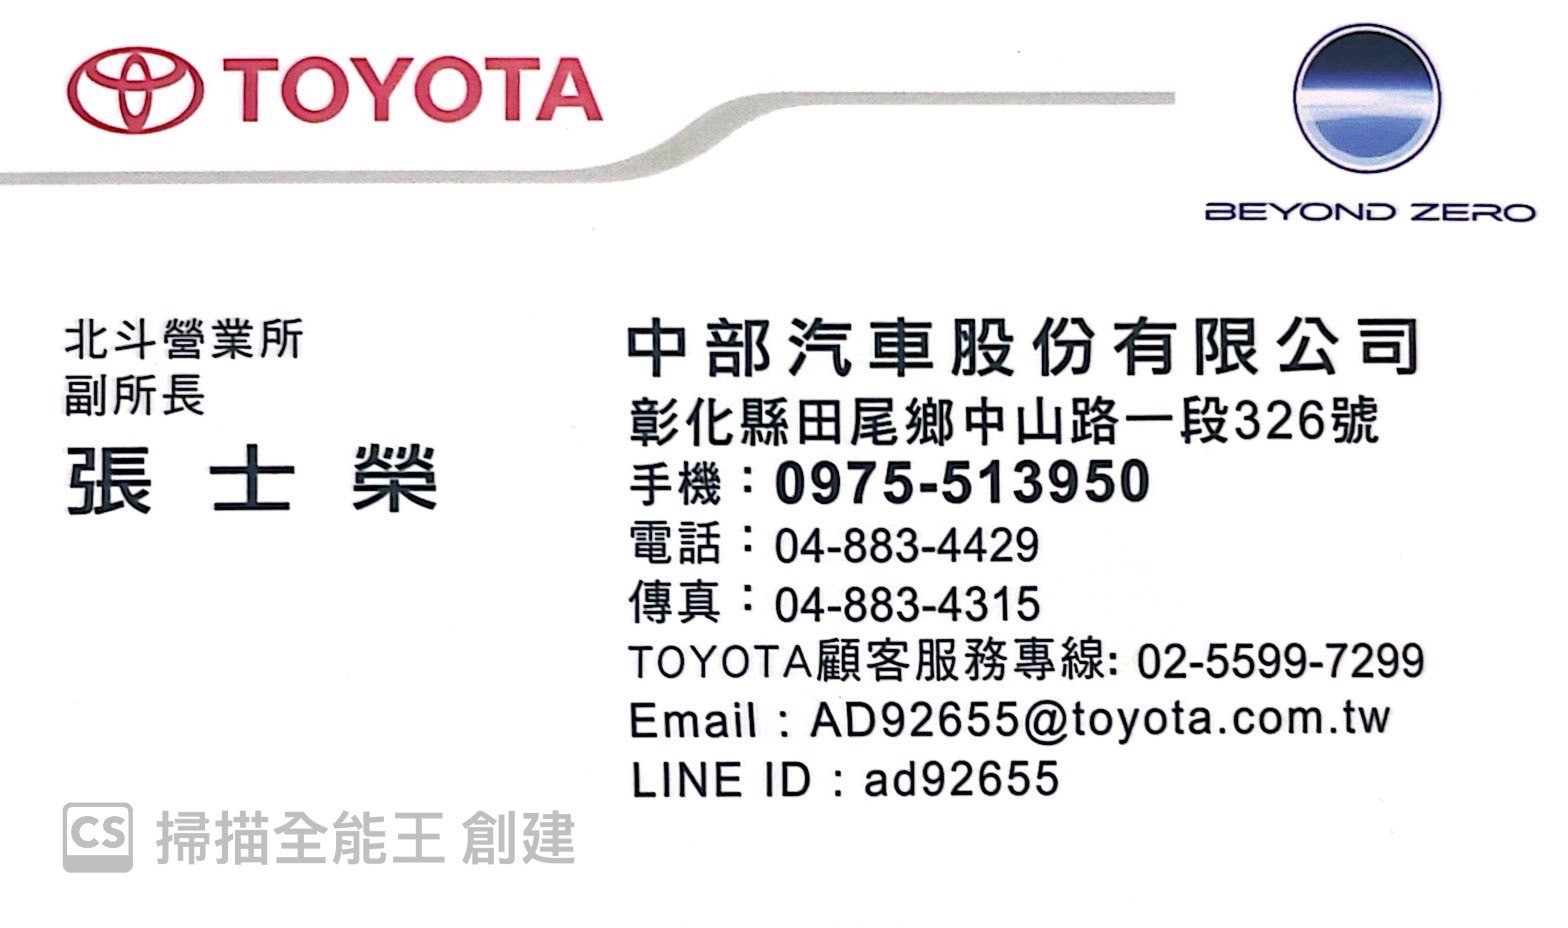 TOYOTA
BEYOND ZERO
北斗營業所
副所長
張士榮
中部汽車股份有限公司
彰化縣田尾鄉中山路一段326號
手機：0975-513950
電話：04-883-4429
傳真：04-883-4315
TOYOTA顧客服務專線: 02-5599-7299
Email : AD92655@toyota.com.tw
LINE ID : ad92655
CS 掃描全能王 創建